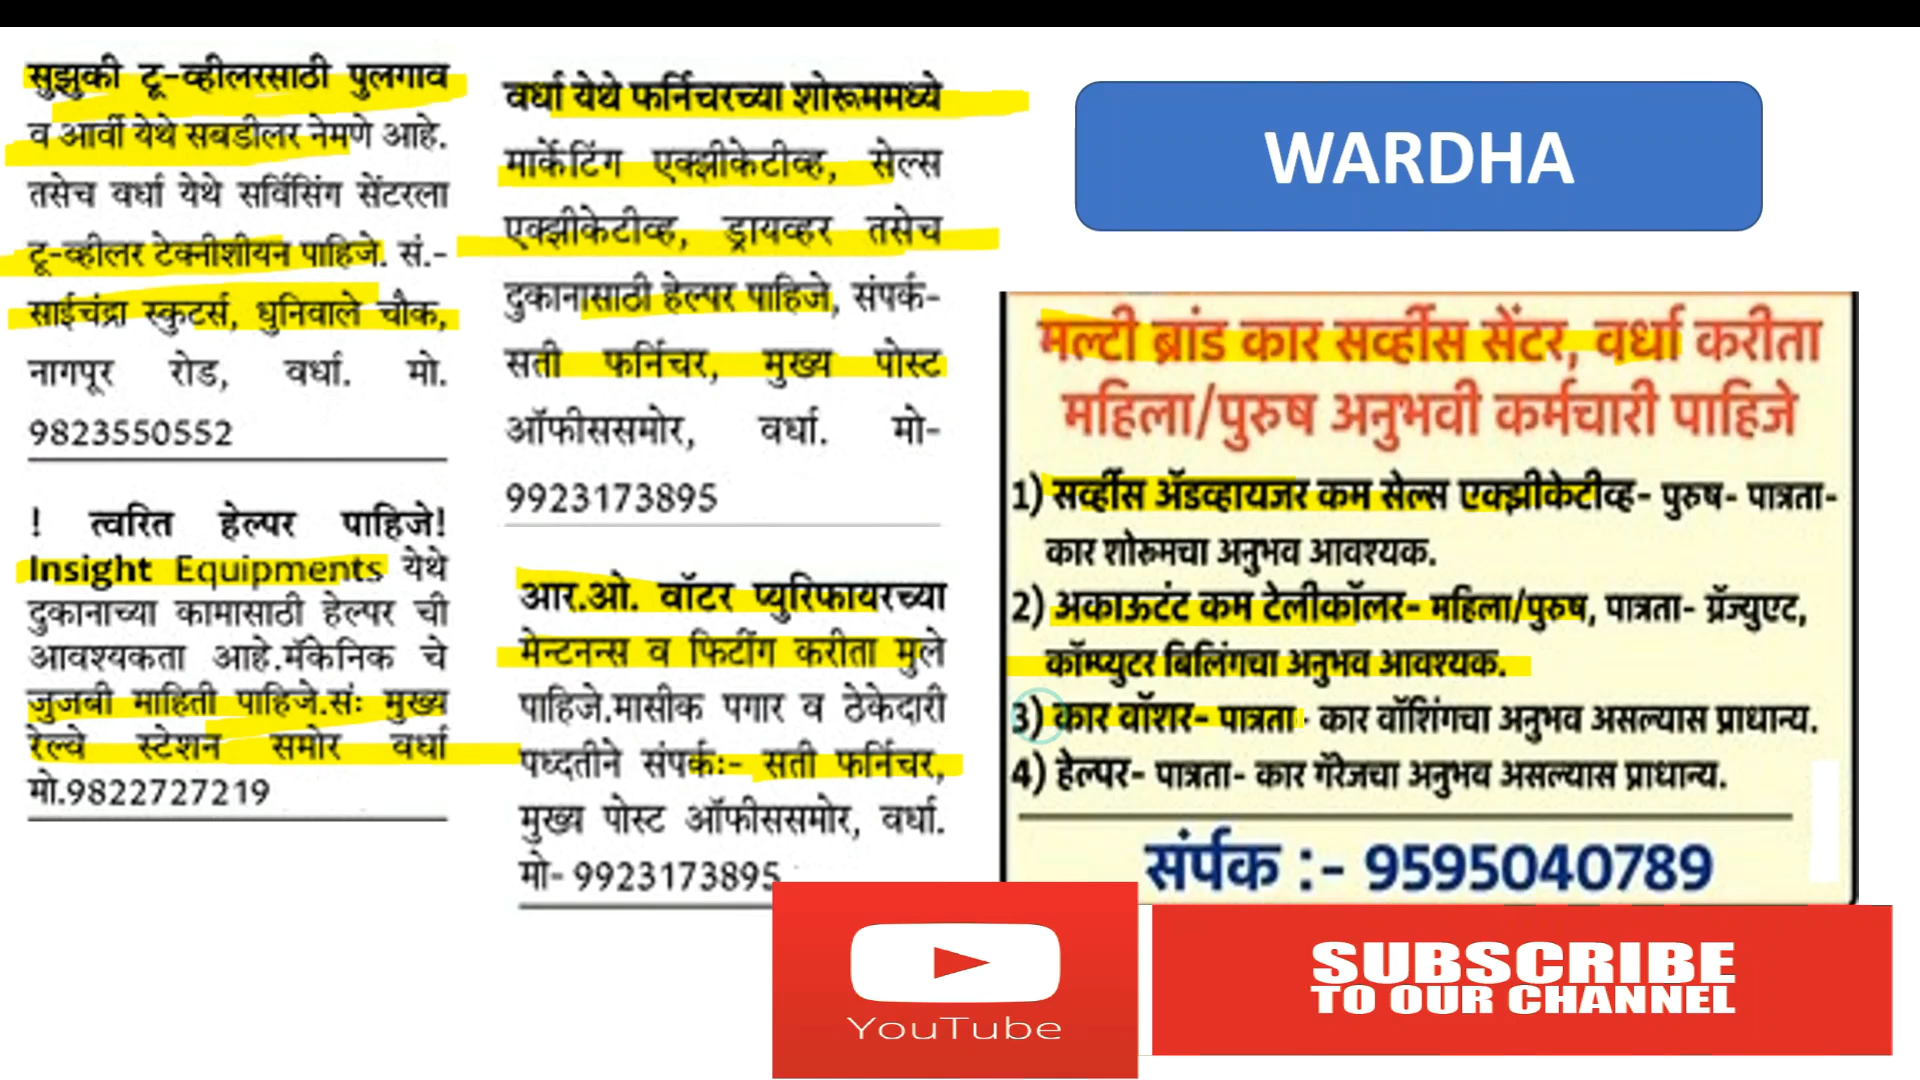 सुझुकी टू-व्हीलरसाठी पुलगाव
व आर्वी येथे सबडीलर नेमणे आहे.
तसेच वर्धा येथे सर्विसिंग सेंटरला
टू-व्हीलर टेक्नीशीयन पाहिजे. सं.-
साईचंद्रा स्कुटर्स, धुनिवाले चौक,
नागपूर रोड, वर्धा. मो.
9823550552
! त्वरित हेल्पर पाहिजे!
Insight Equipments येथे
दुकानाच्या कामासाठी हेल्पर ची
आवश्यकता आहे.मॅकेनिक चे
जुजबी माहिती पाहिजे.संः मुख्य
रेल्वे स्टेशन समोर वर्धा
मो.9822727219
वर्धा येथे फर्निचरच्या शोरूममध्ये
मार्केटिंग एक्झीकेटीव्ह, सेल्स
एक्झीकेटीव्ह, ड्रायव्हर तसेच
दुकानासाठी हेल्पर पाहिजे, संपर्क-
सती फर्निचर, मुख्य पोस्ट
ऑफीससमोर, वर्धा. मो-
9923173895
आर.ओ. वॉटर प्युरिफायरच्या
मेन्टनन्स व फिटींग करीता मुले
पाहिजे.मासीक पगार व ठेकेदारी
पध्दतीने संपर्कः- सती फर्निचर,
मुख्य पोस्ट ऑफीससमोर, वर्धा.
मो- 9923173895
WARDHA
मल्टी ब्रांड कार सर्व्हीस सेंटर, वर्धा करीता
महिला/पुरुष अनुभवी कर्मचारी पाहिजे
1) सर्व्हीस ॲडव्हायजर कम सेल्स एक्झीकेटीव्ह- पुरुष- पात्रता-
कार शोरूमचा अनुभव आवश्यक.
2) अकाऊटंट कम टेलीकॉलर- महिला/पुरुष, पात्रता- ग्रॅज्युएट,
कॉम्प्युटर बिलिंगचा अनुभव आवश्यक.
3) कार वॉशर- पात्रता- कार वॉशिंगचा अनुभव असल्यास प्राधान्य.
4) हेल्पर- पात्रता- कार गॅरेजचा अनुभव असल्यास प्राधान्य.
संर्पक :- 9595040789
YouTube
SUBSCRIBE
TO OUR CHANNEL